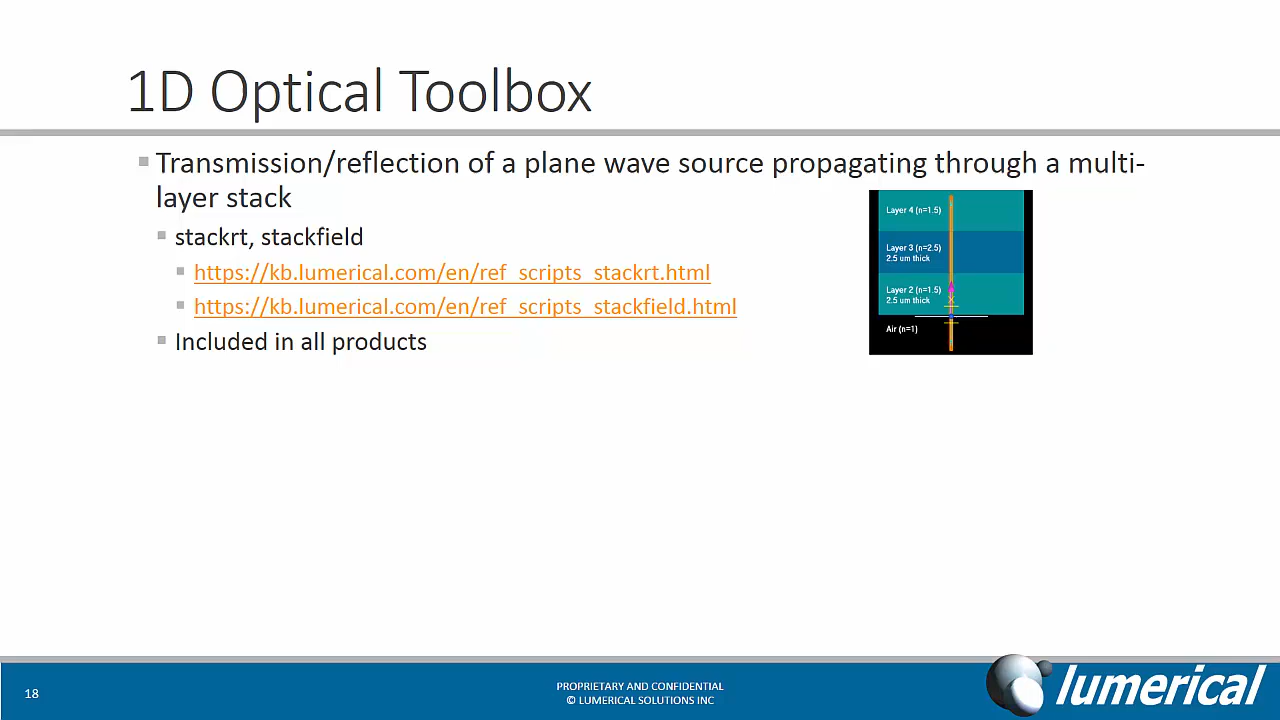 1D Optical Toolbox
Transmission/reflection of a plane wave source propagating through a multi-
layer stack
stackrt, stackfield
https://kb.lumerical.com/en/ref_scripts_stackrt.html
https://kb.lumerical.com/en/ref_scripts_stackfield.html
Included in all products
Layer 4 (n=1.5)
Layer 3 (n=2.5)
2.5 um thick
Layer 2 (n=1.5)
2.5 um thick
Air (n=1)
18
PROPRIETARY AND CONFIDENTIAL
© LUMERICAL SOLUTIONS INC
lumerical